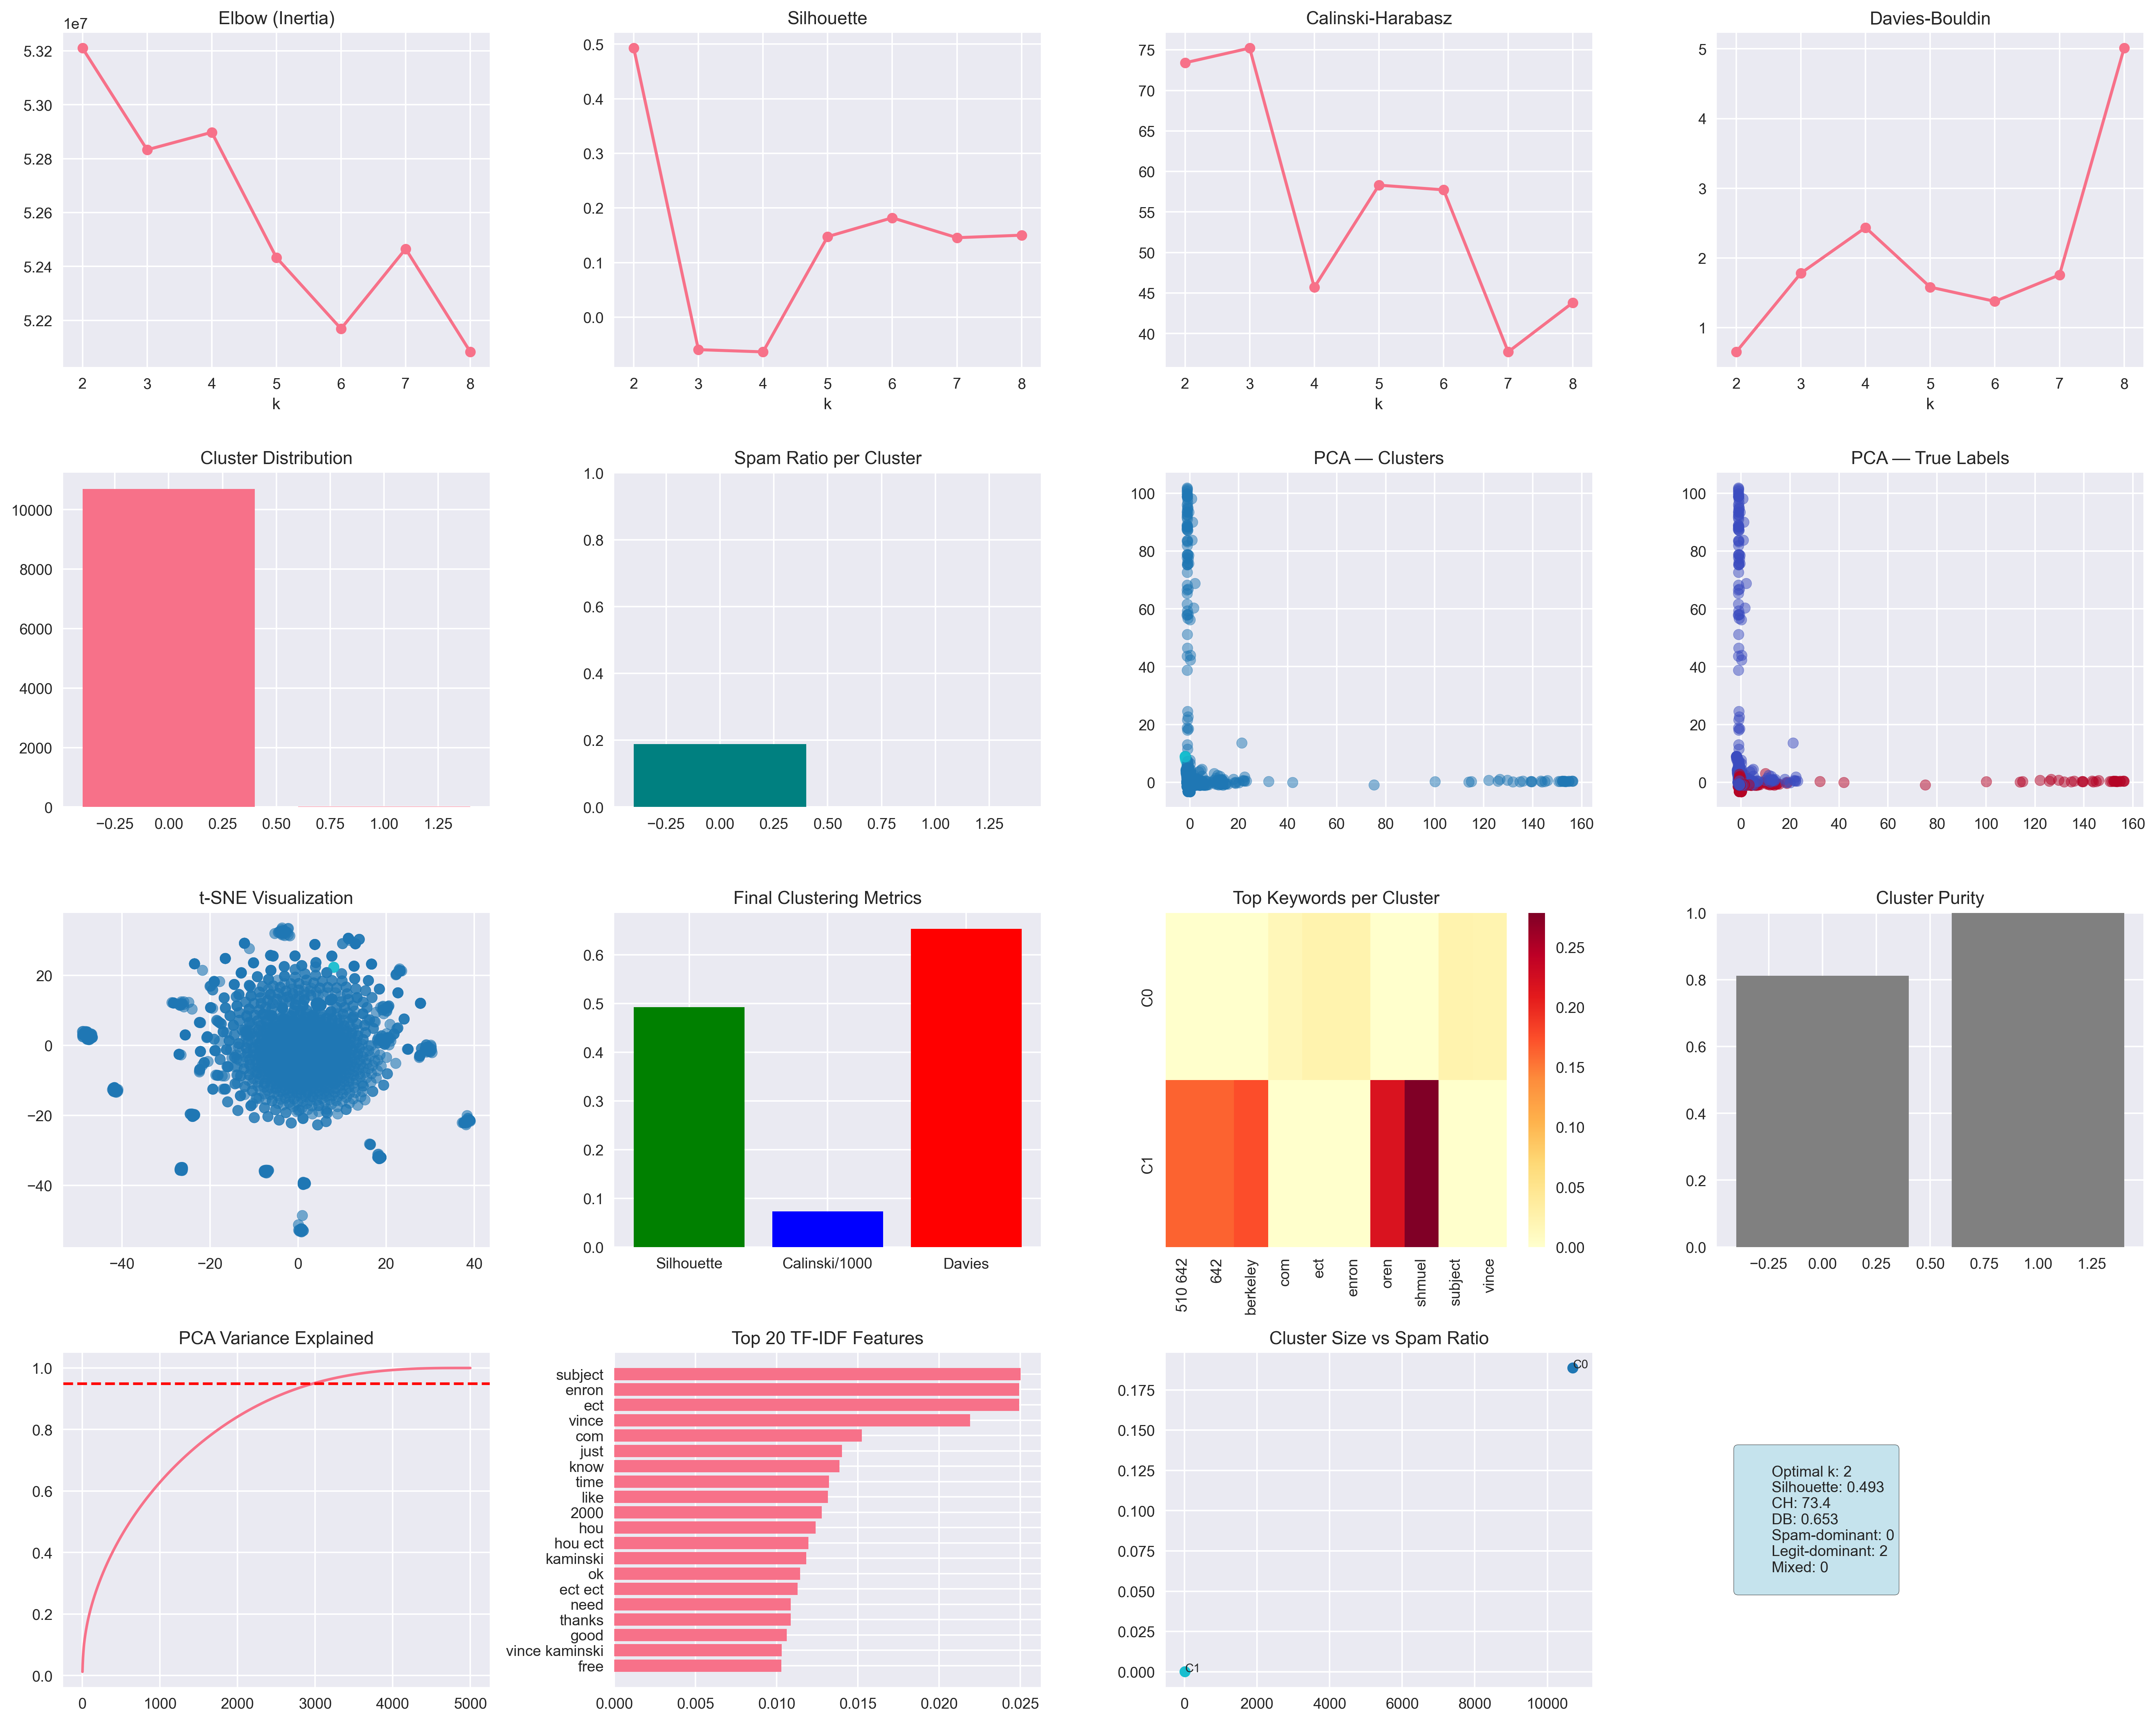 Elbow (Inertia)
1e7
5.32
5.30
5.28
5.26
5.24
5.22
2 3 4 5 6 7 8
k
Silhouette
0.5
0.4
0.3
0.2
0.1
0.0
2 3 4 5 6 7 8
k
Calinski-Harabasz
75
70
65
60
55
50
45
40
2 3 4 5 6 7 8
k
Davies-Bouldin
5
4
3
2
1
2 3 4 5 6 7 8
k
Cluster Distribution
10000
8000
6000
4000
2000
0
−0.25 0.00 0.25 0.50 0.75 1.00 1.25
Spam Ratio per Cluster
1.0
0.8
0.6
0.4
0.2
0.0
−0.25 0.00 0.25 0.50 0.75 1.00 1.25
PCA — Clusters
100
80
60
40
20
0
0 20 40 60 80 100 120 140 160
PCA — True Labels
100
80
60
40
20
0
0 20 40 60 80 100 120 140 160
t-SNE Visualization
20
0
−20
−40
−40 −20 0 20 40
Final Clustering Metrics
0.6
0.5
0.4
0.3
0.2
0.1
0.0
Silhouette Calinski/1000 Davies
Top Keywords per Cluster
C0
C1
510 642
642
berkeley
com
ect
enron
oren
shmuel
subject
vince
0.25
0.20
0.15
0.10
0.05
0.00
Cluster Purity
1.0
0.8
0.6
0.4
0.2
0.0
−0.25 0.00 0.25 0.50 0.75 1.00 1.25
PCA Variance Explained
1.0
0.8
0.6
0.4
0.2
0.0
0 1000 2000 3000 4000 5000
Top 20 TF-IDF Features
subject
enron
ect
vince
com
just
know
time
like
2000
hou
hou ect
kaminski
ok
ect ect
need
thanks
good
vince kaminski
free
0.000 0.005 0.010 0.015 0.020 0.025
Cluster Size vs Spam Ratio
0.175
0.150
0.125
0.100
0.075
0.050
0.025
0.000
C0
C1
0 2000 4000 6000 8000 10000
Optimal k: 2
Silhouette: 0.493
CH: 73.4
DB: 0.653
Spam-dominant: 0
Legit-dominant: 2
Mixed: 0